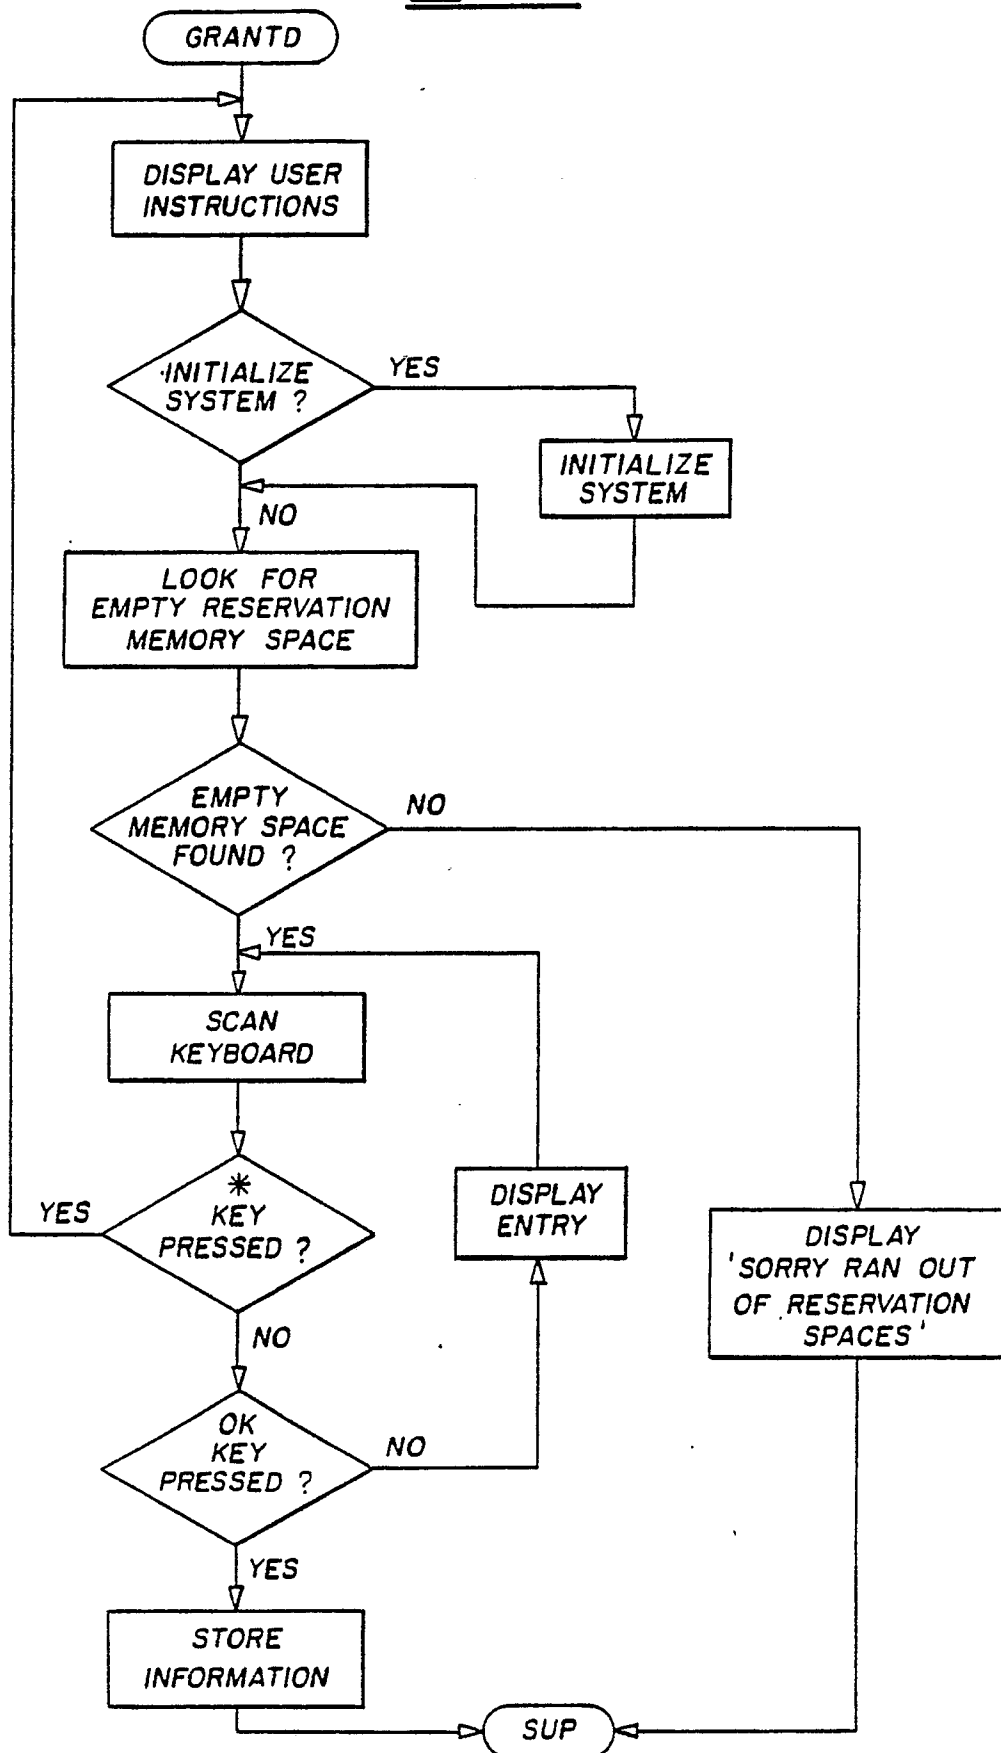 GRANTD
DISPLAY USER
INSTRUCTIONS
INITIALIZE
SYSTEM ?
YES
INITIALIZE
SYSTEM
NO
LOOK FOR
EMPTY RESERVATION
MEMORY SPACE
EMPTY
MEMORY SPACE
FOUND ?
NO
YES
SCAN
KEYBOARD
*
KEY
PRESSED ?
YES
DISPLAY
ENTRY
DISPLAY
'SORRY RAN OUT
OF RESERVATION
SPACES'
NO
OK
KEY
PRESSED ?
NO
YES
STORE
INFORMATION
SUP